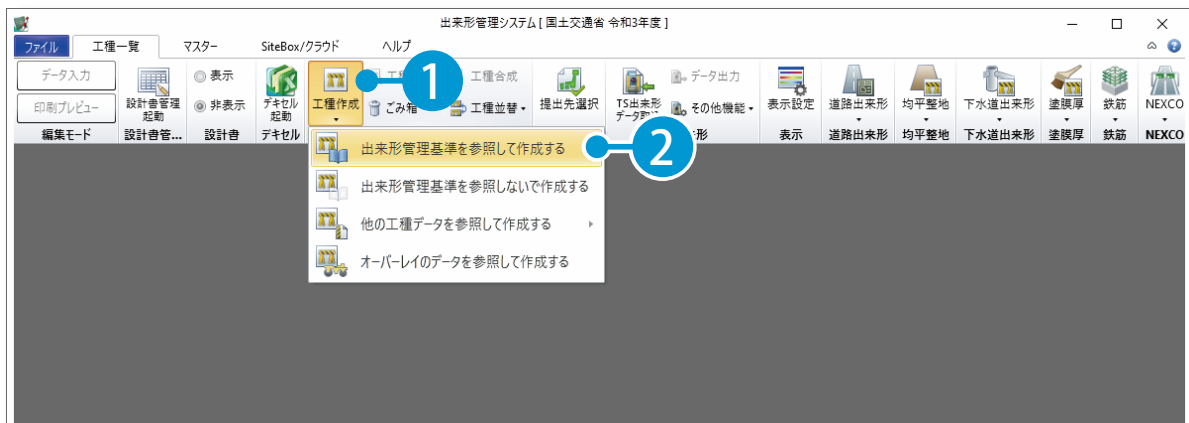 出来形管理システム [ 国土交通省 令和3年度 ]
ファイル 工種一覧 マスター SiteBox/クラウド ヘルプ
データ入力
印刷プレビュー
編集モード
設計書管理
起動
設計書管...
表示
非表示
設計書
デキセル
起動
デキセル
工種作成
1
工種合成
ごみ箱
工種並替
提出先選択
TS出来形
データ出力
その他機能
形
表示設定
表示
道路出来形
道路出来形
均平整地
均平整地
下水道出来形
下水道出来形
塗膜厚
塗膜厚
鉄筋
鉄筋
NEXCO
NEXCO
出来形管理基準を参照して作成する
2
出来形管理基準を参照しないで作成する
他の工種データを参照して作成する
オーバーレイのデータを参照して作成する